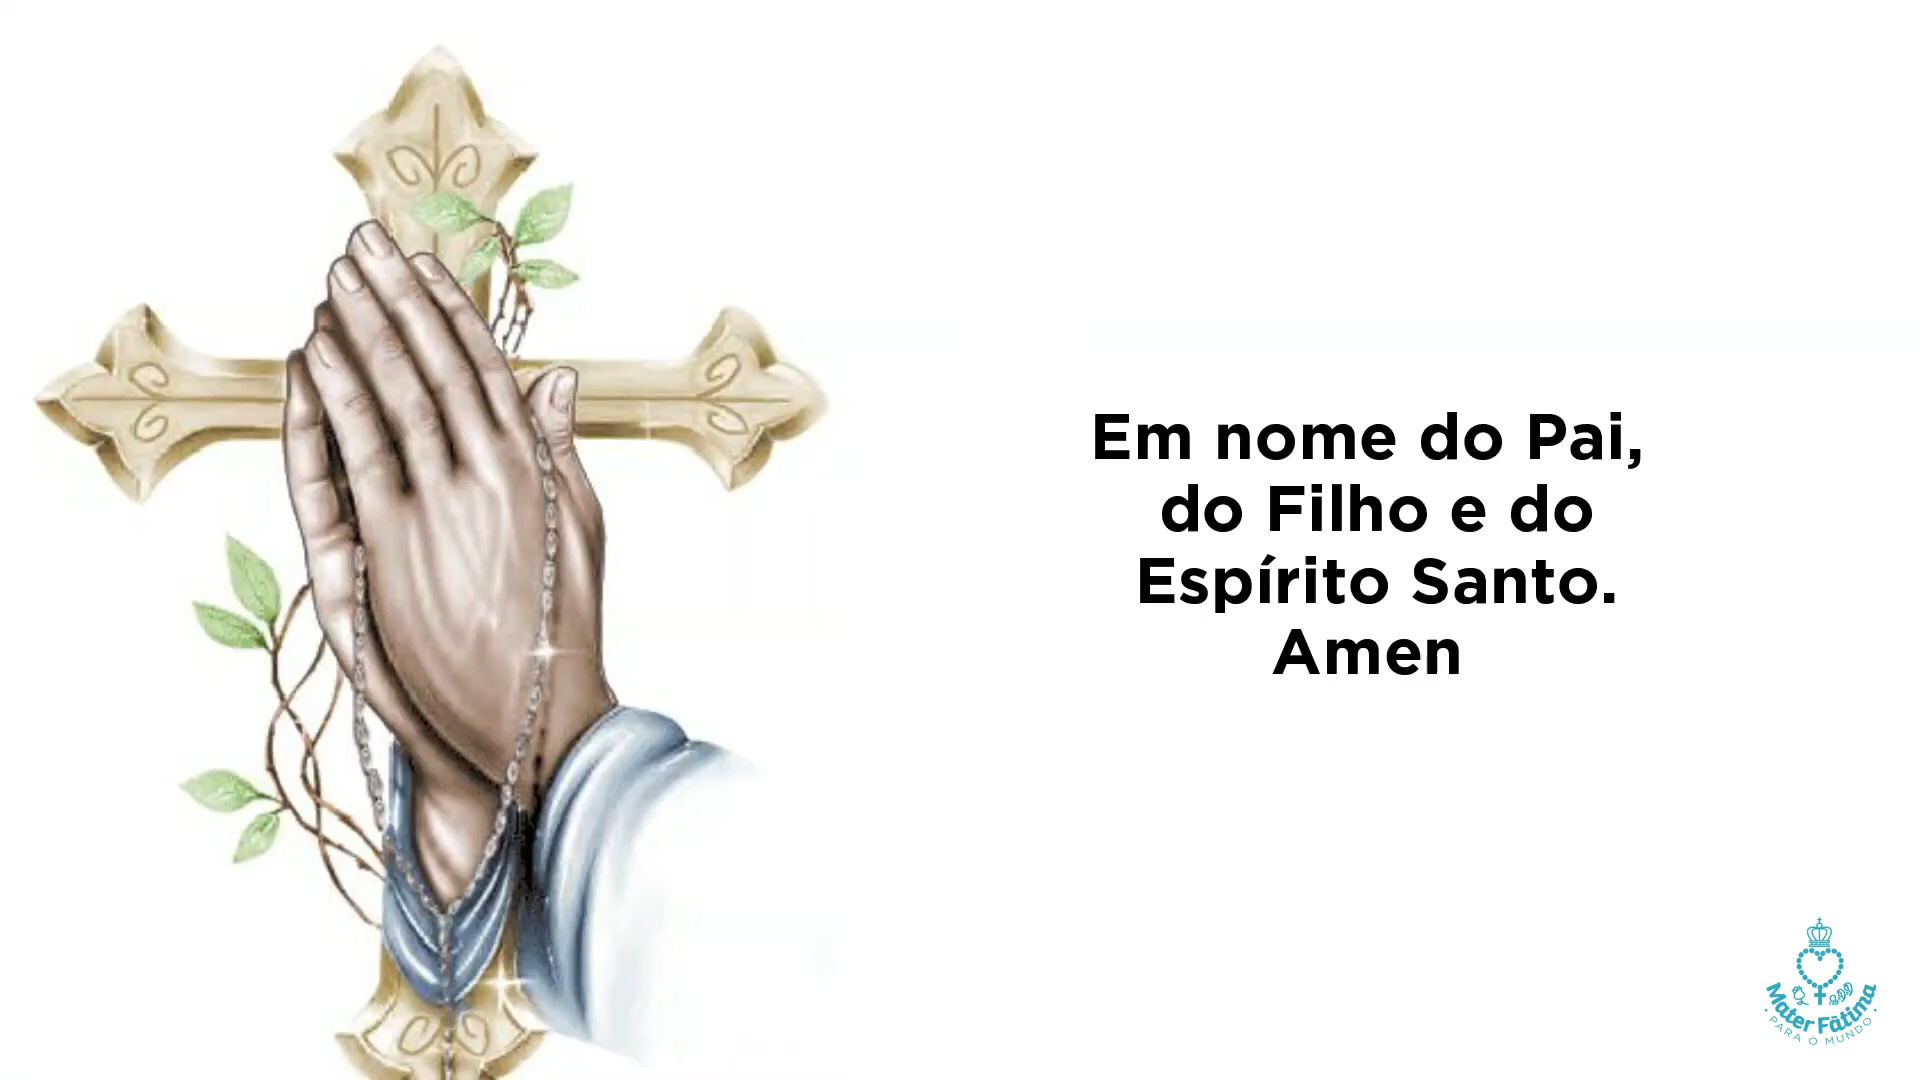 Em nome do Pai,
do Filho e do
Espírito Santo.
Amen
Mater Fátima
PARA O MUNDO